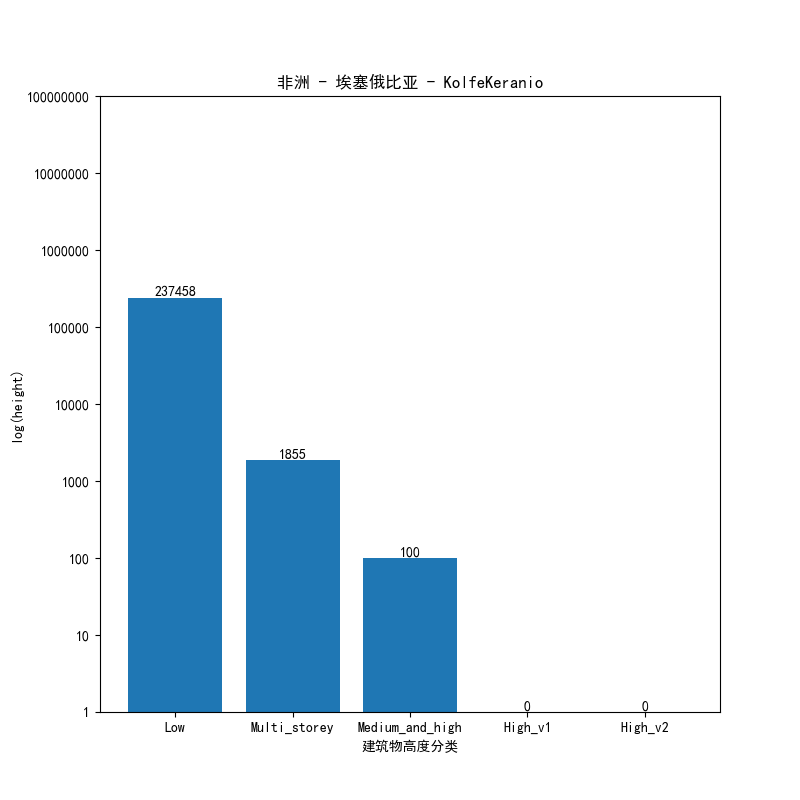 非洲 - 埃塞俄比亚 - KolfeKeranio
100000000
10000000
1000000
100000
10000
1000
100
10
1
log(height)
237458
1855
100
0
0
Low
Multi_storey
Medium_and_high
High_v1
High_v2
建筑物高度分类